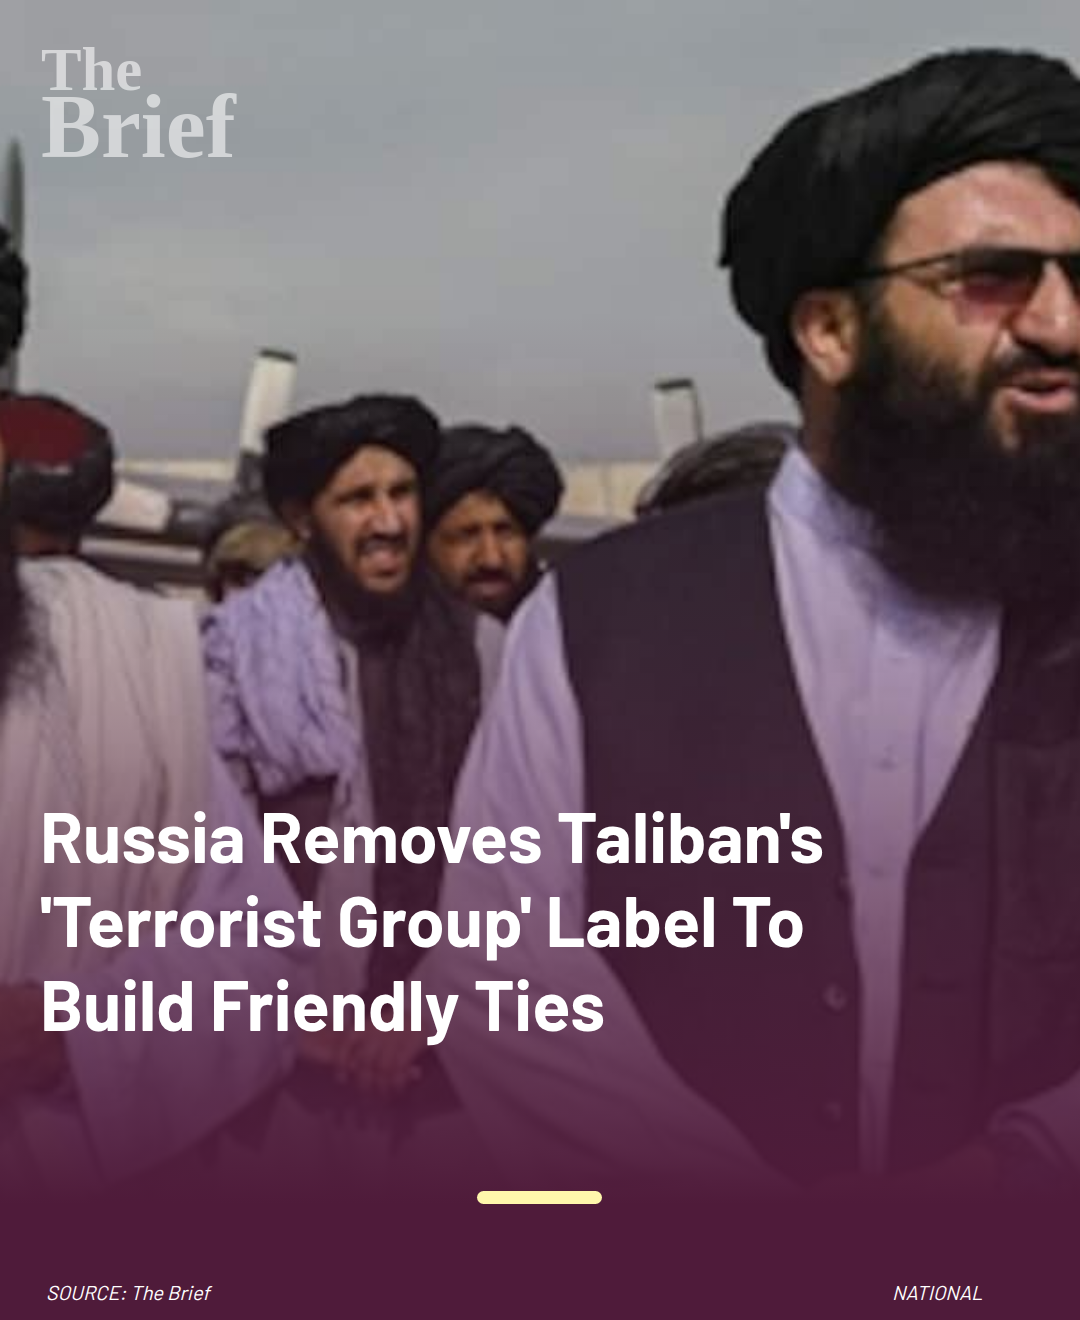 The
Brief
Russia Removes Taliban's
'Terrorist Group' Label To
Build Friendly Ties
SOURCE: The Brief
NATIONAL